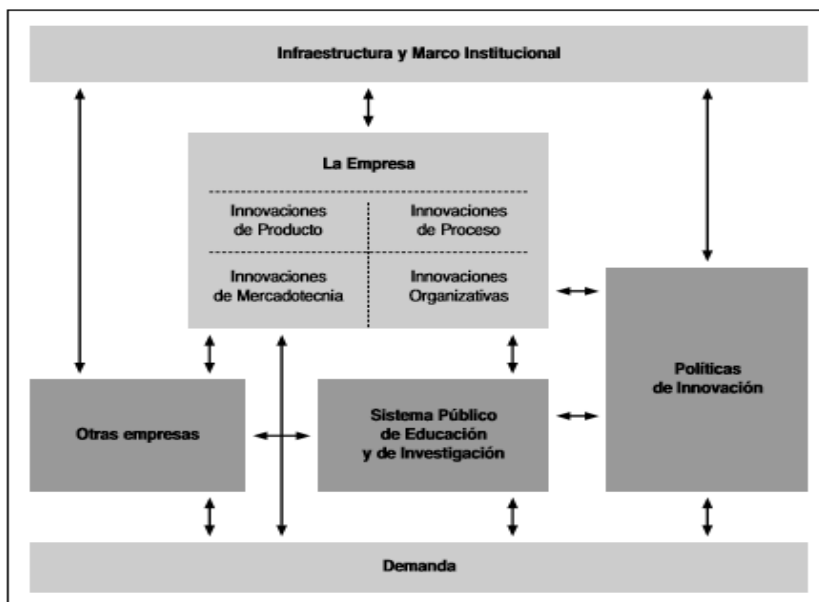 Infraestructura y Marco Institucional
La Empresa
Innovaciones
de Producto
Innovaciones
de Proceso
Innovaciones
de Mercadotecnia
Innovaciones
Organizativas
Políticas
de Innovación
Otras empresas
Sistema Público
de Educación
y de Investigación
Demanda